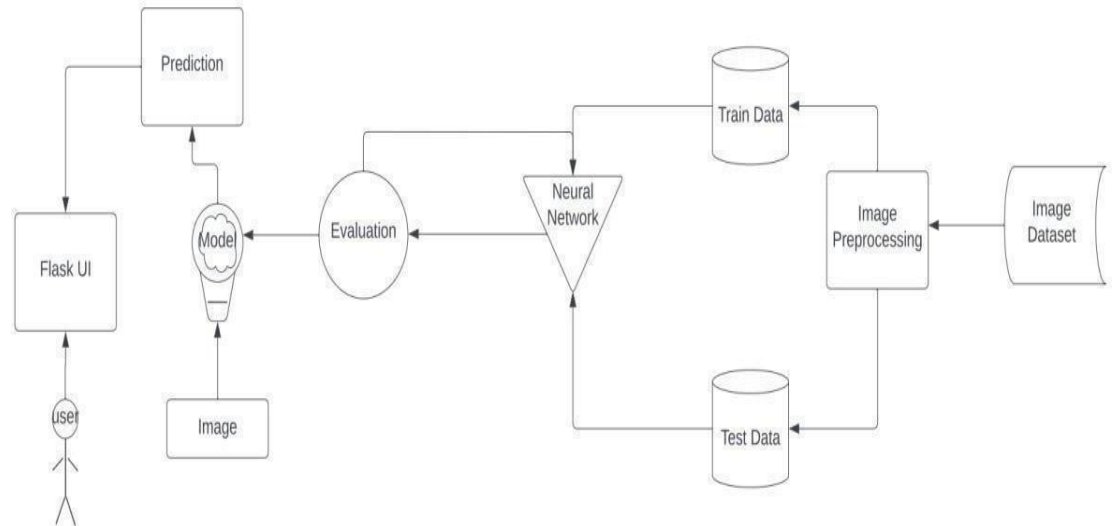 Prediction
Train Data
Neural
Network
Evaluation
Model
Image
Preprocessing
Image
Dataset
Flask UI
user
Image
Test Data